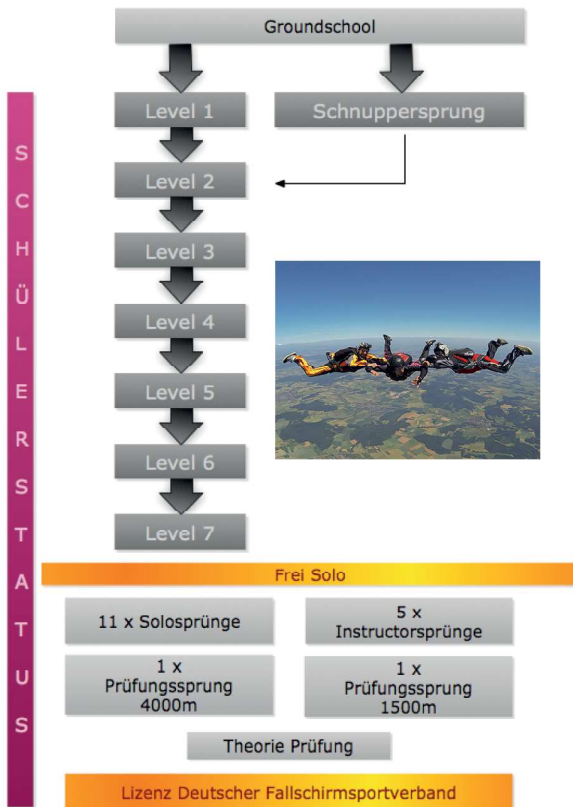 Groundschool
Level 1
Schnuppersprung
Level 2
Level 3
Level 4
Level 5
Level 6
Level 7
SCHÜLERSTATUS
Frei Solo
11 x Solosprünge
5 x
Instructorsprünge
1 x
Prüfungssprung
4000m
1 x
Prüfungssprung
1500m
Theorie Prüfung
Lizenz Deutscher Fallschirmsportverband